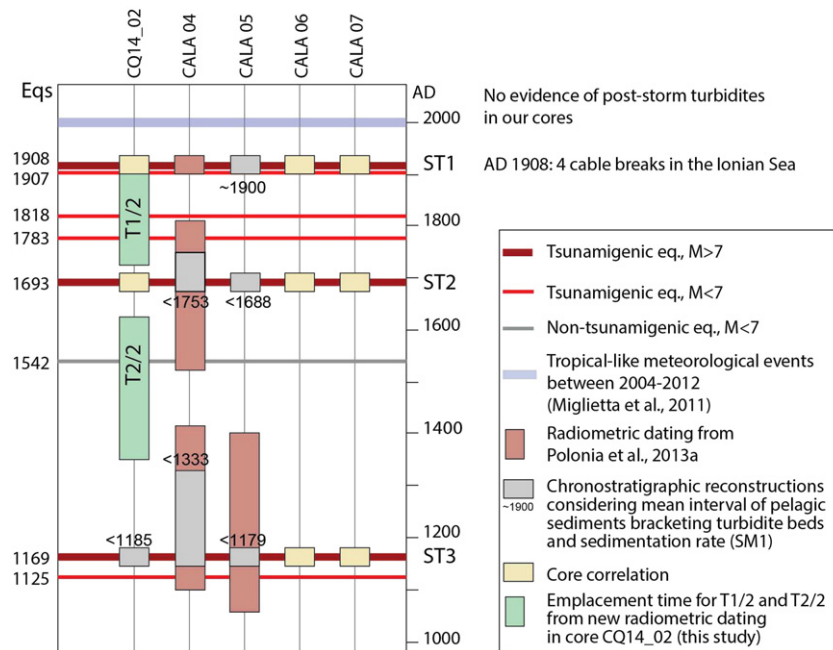 CQ14_02
CALA 04
CALA 05
CALA 06
CALA 07
Eqs
AD
2000
No evidence of post-storm turbidites
in our cores
1908
ST1
AD 1908: 4 cable breaks in the Ionian Sea
1907
~1900
T1/2
1818
1800
1783
Tsunamigenic eq., M>7
1693
ST2
<1753
<1688
Tsunamigenic eq., M<7
1600
Non-tsunamigenic eq., M<7
T2/2
1542
Tropical-like meteorological events
between 2004-2012
(Miglietta et al., 2011)
1400
Radiometric dating from
Polonia et al., 2013a
<1333
Chronostratigraphic reconstructions
~1900
considering mean interval of pelagic
sediments bracketing turbidite beds
and sedimentation rate (SM1)
1200
<1185
<1179
1169
ST3
1125
Core correlation
Emplacement time for T1/2 and T2/2
from new radiometric dating
in core CQ14_02 (this study)
1000